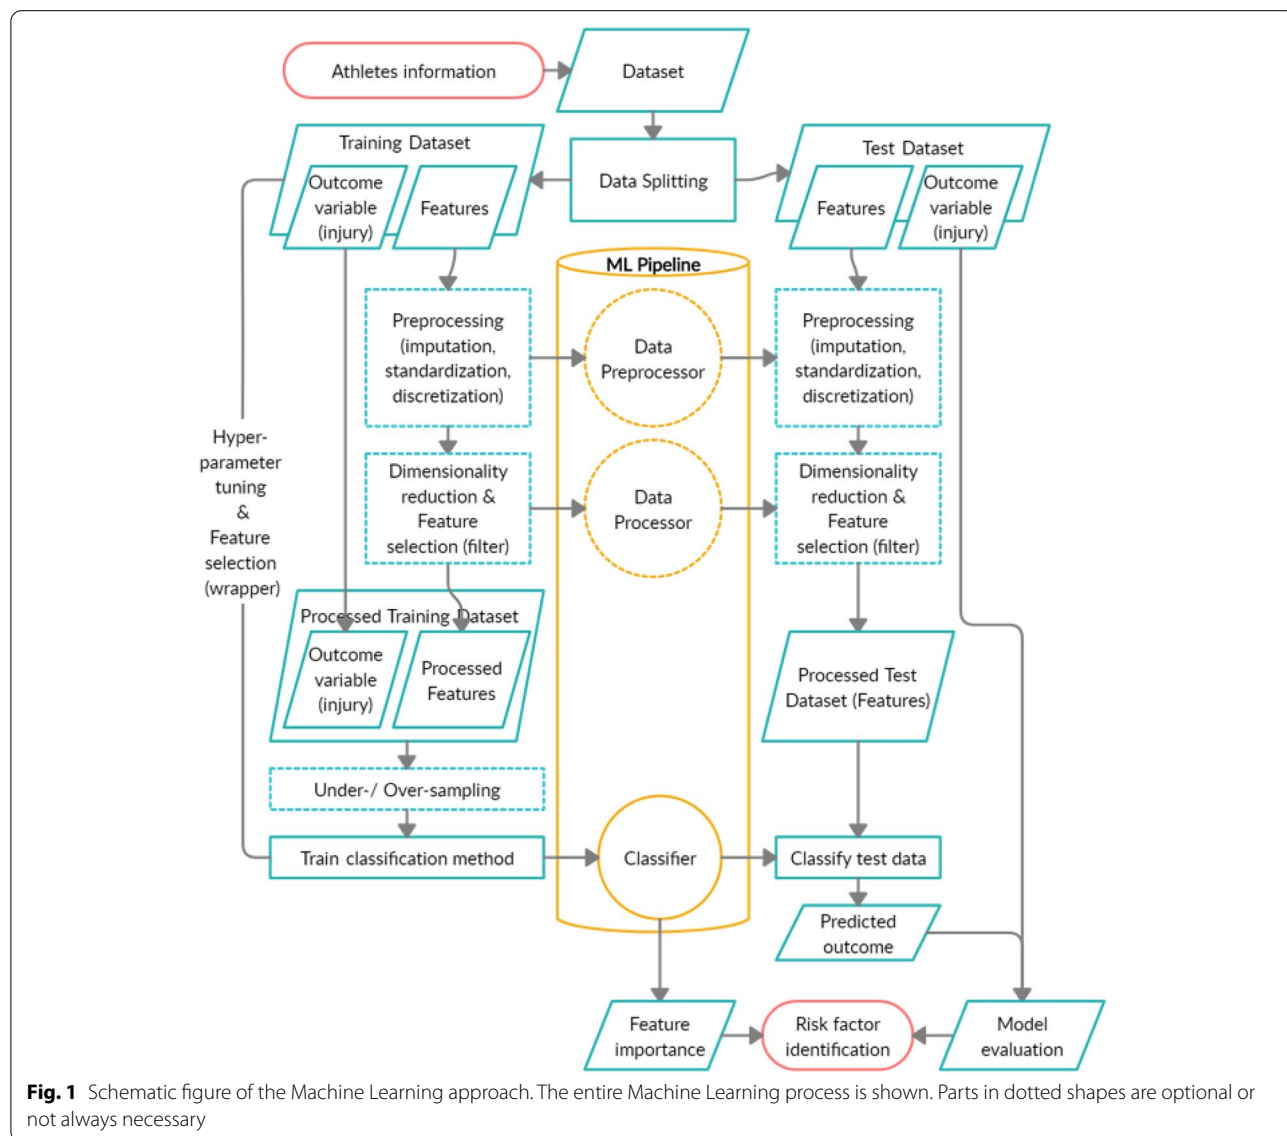 Athletes information
Dataset
Training Dataset
Outcome
variable
(injury)
Features
Data Splitting
Test Dataset
Features
Outcome
variable
(injury)
ML Pipeline
Preprocessing
(imputation,
standardization,
discretization)
Data
Preprocessor
Preprocessing
(imputation,
standardization,
discretization)
Hyper-
parameter
tuning
&
Feature
selection
(wrapper)
Dimensionality
reduction &
Feature
selection (filter)
Data
Processor
Dimensionality
reduction &
Feature
selection (filter)
Processed Training Dataset
Outcome
variable
(injury)
Processed
Features
Processed Test
Dataset (Features)
Under-/ Over-sampling
Train classification method
Classifier
Classify test data
Predicted
outcome
Feature
importance
Risk factor
identification
Model
evaluation
Fig. 1 Schematic figure of the Machine Learning approach. The entire Machine Learning process is shown. Parts in dotted shapes are optional or
not always necessary